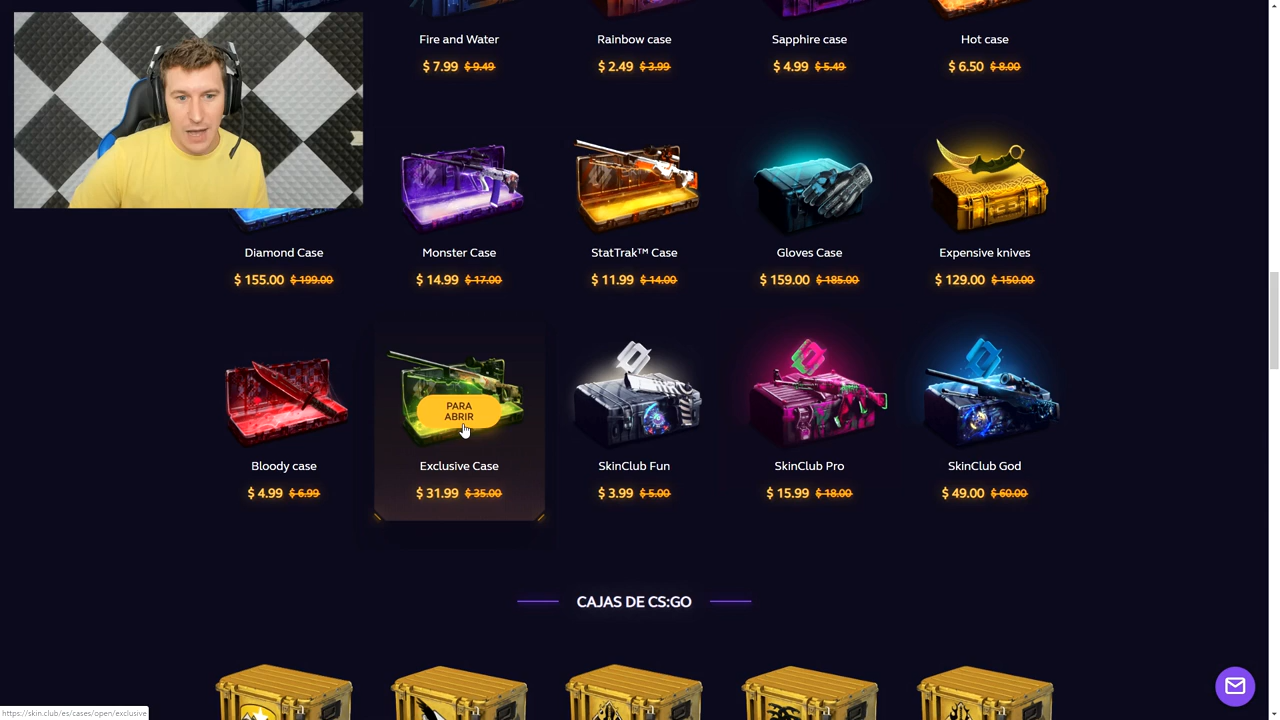 Fire and Water
Rainbow case
Sapphire case
Hot case
$ 7.99 $ 9.49
$ 2.49 $ 3.99
$ 4.99 $ 5.49
$ 6.50 $ 8.00
Diamond Case
Monster Case
StatTrak™ Case
Gloves Case
Expensive knives
$ 155.00 $ 199.00
$ 14.99 $ 17.00
$ 11.99 $ 14.00
$ 159.00 $ 185.00
$ 129.00 $ 150.00
PARA
ABRIR
Bloody case
Exclusive Case
SkinClub Fun
SkinClub Pro
SkinClub God
$ 4.99 $ 6.99
$ 31.99 $ 35.00
$ 3.99 $ 5.00
$ 15.99 $ 18.00
$ 49.00 $ 60.00
CAJAS DE CS:GO
https://skin.club/es/cases/open/exclusive